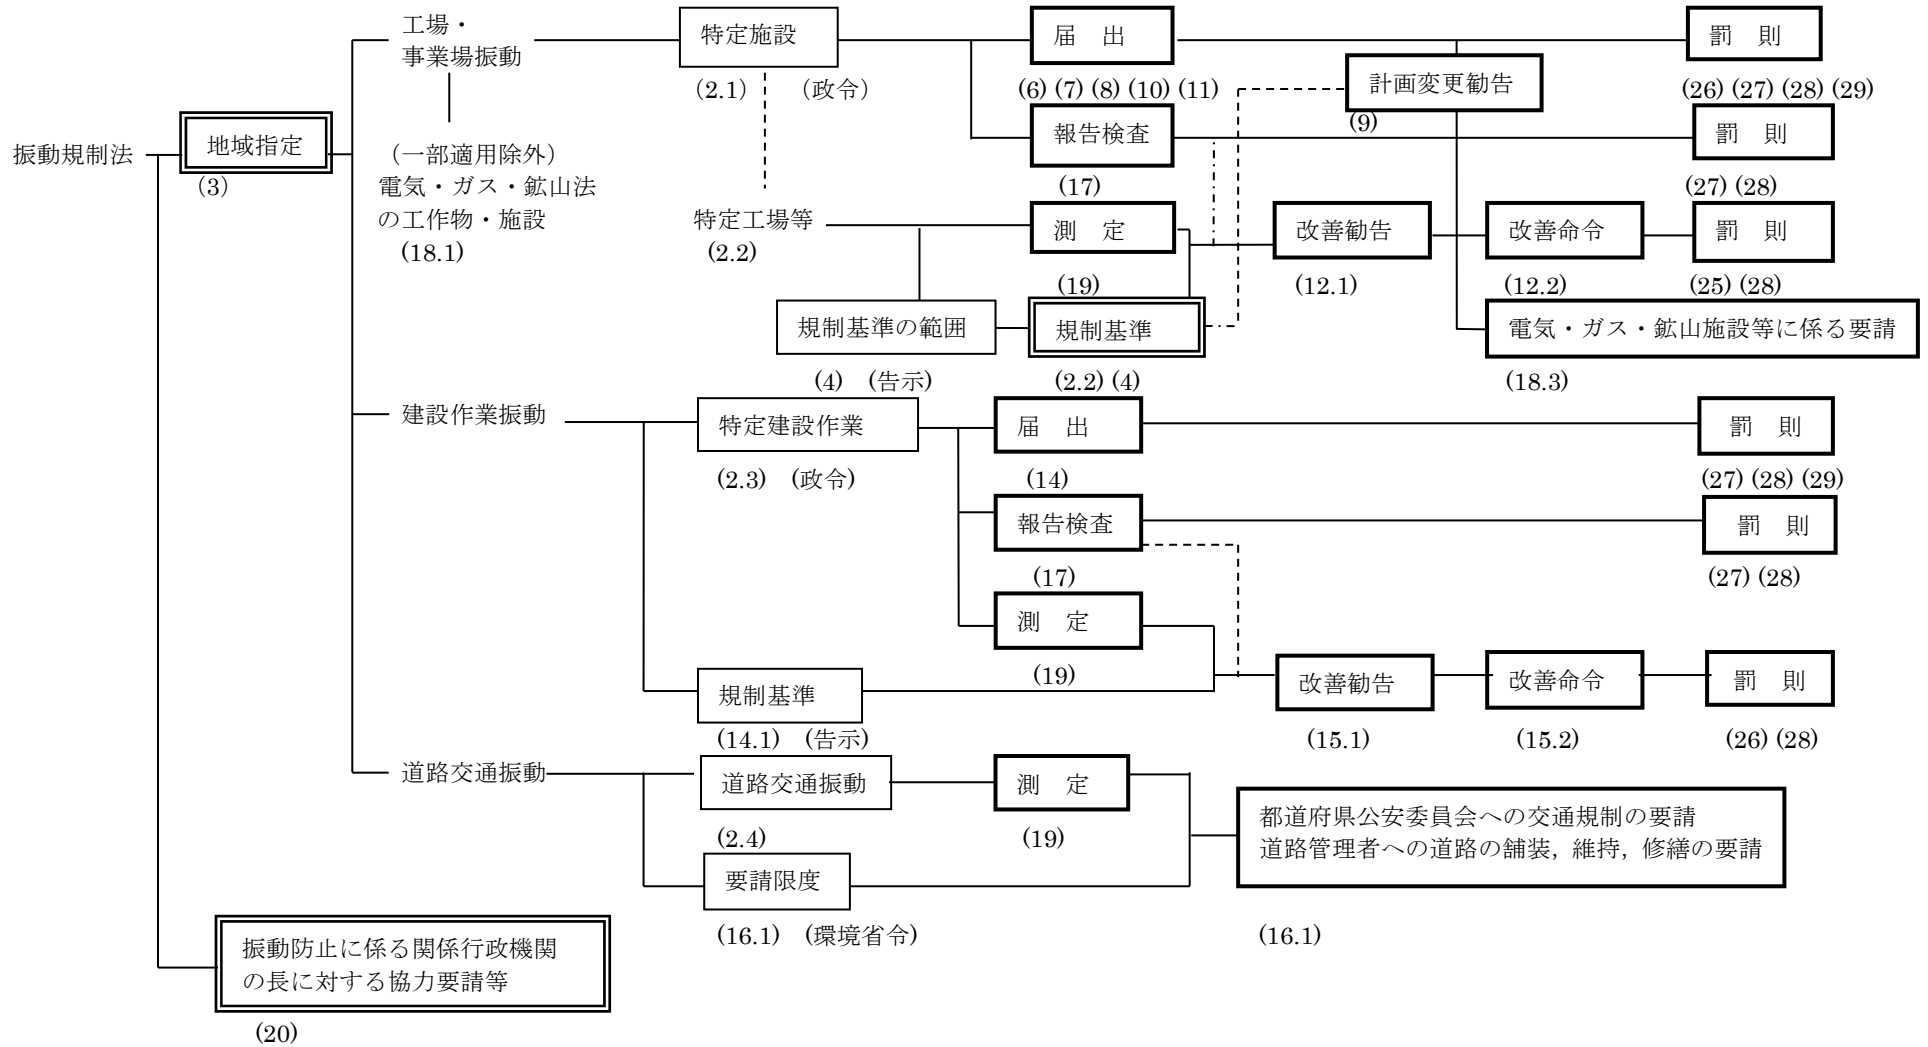 工場・
事業場振動
特定施設
(2.1) (政令)
届 出
(6) (7) (8) (10) (11)
計画変更勧告
(9)
罰 則
(26) (27) (28) (29)
振動規制法
地域指定
(3)
（一部適用除外）
電気・ガス・鉱山法
の工作物・施設
(18.1)
報告検査
(17)
罰 則
(27) (28)
特定工場等
(2.2)
測 定
(19)
改善勧告
(12.1)
改善命令
(12.2)
罰 則
(25) (28)
規制基準の範囲
(4) (告示)
規制基準
(2.2) (4)
電気・ガス・鉱山施設等に係る要請
(18.3)
建設作業振動
特定建設作業
(2.3) (政令)
届 出
(14)
罰 則
(27) (28) (29)
報告検査
(17)
罰 則
(27) (28)
測 定
(19)
規制基準
(14.1) (告示)
改善勧告
(15.1)
改善命令
(15.2)
罰 則
(26) (28)
道路交通振動
道路交通振動
(2.4)
測 定
(19)
都道府県公安委員会への交通規制の要請
道路管理者への道路の舗装, 維持, 修繕の要請
(16.1)
要請限度
(16.1) (環境省令)
振動防止に係る関係行政機関
の長に対する協力要請等
(20)